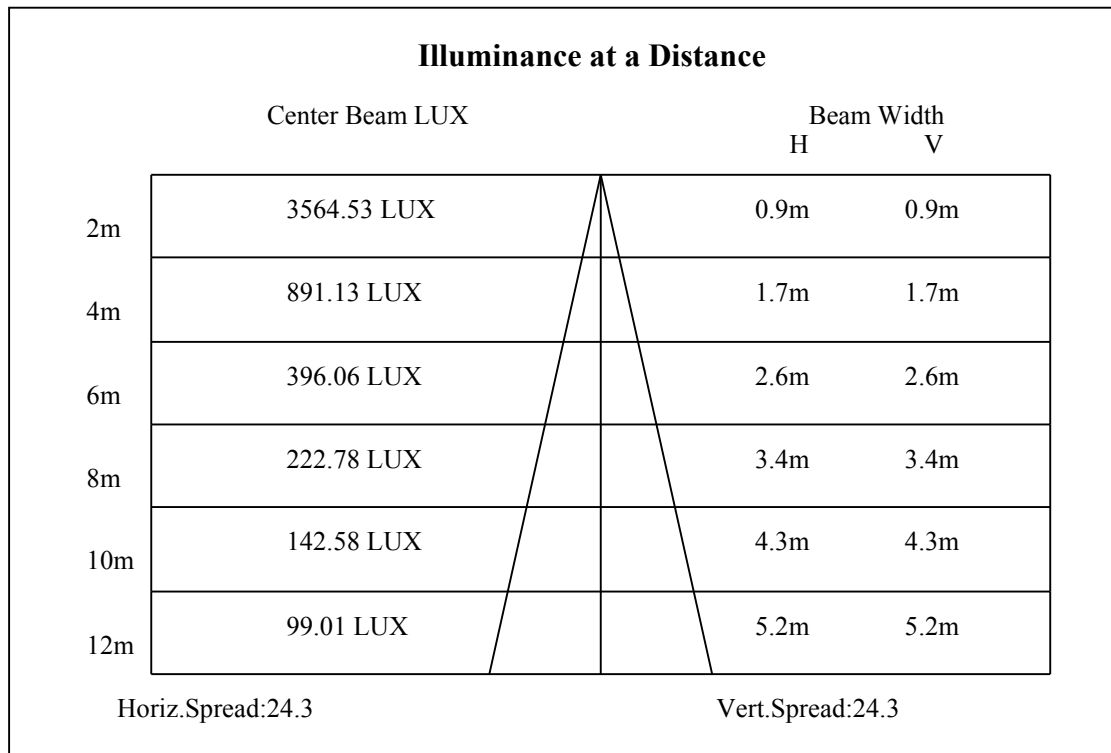 Illuminance at a Distance
Center Beam LUX Beam Width
H V
2m 3564.53 LUX 0.9m 0.9m
4m 891.13 LUX 1.7m 1.7m
6m 396.06 LUX 2.6m 2.6m
8m 222.78 LUX 3.4m 3.4m
10m 142.58 LUX 4.3m 4.3m
12m 99.01 LUX 5.2m 5.2m
Horiz.Spread:24.3 Vert.Spread:24.3